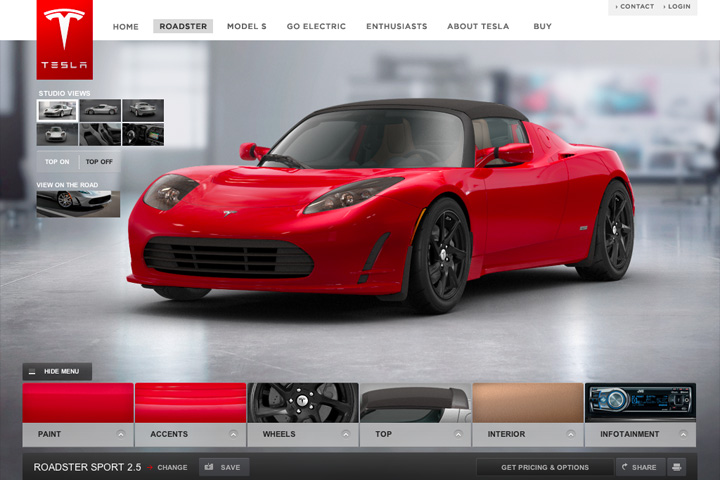 › CONTACT › LOGIN
HOME ROADSTER MODEL S GO ELECTRIC ENTHUSIASTS ABOUT TESLA BUY
TESLA
STUDIO VIEWS
TOP ON TOP OFF
VIEW ON THE ROAD
HIDE MENU
PAINT ACCENTS WHEELS TOP INTERIOR INFOTAINMENT
ROADSTER SPORT 2.5 CHANGE SAVE GET PRICING & OPTIONS SHARE